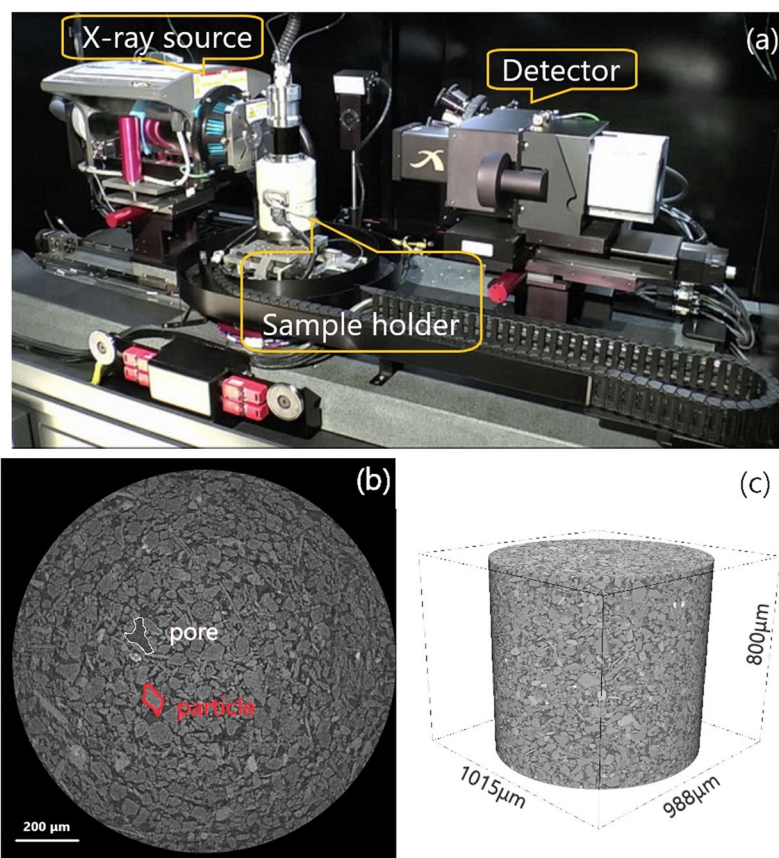 (a)
X-ray source
Detector
Sample holder
(b)
pore
particle
200 μm
(c)
800μm
1015μm
988μm